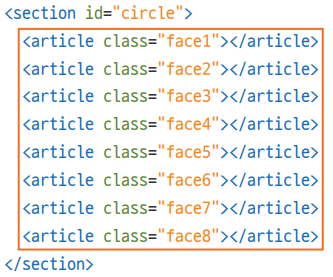 <section id="circle">
<article class="face1"></article>
<article class="face2"></article>
<article class="face3"></article>
<article class="face4"></article>
<article class="face5"></article>
<article class="face6"></article>
<article class="face7"></article>
<article class="face8"></article>
</section>